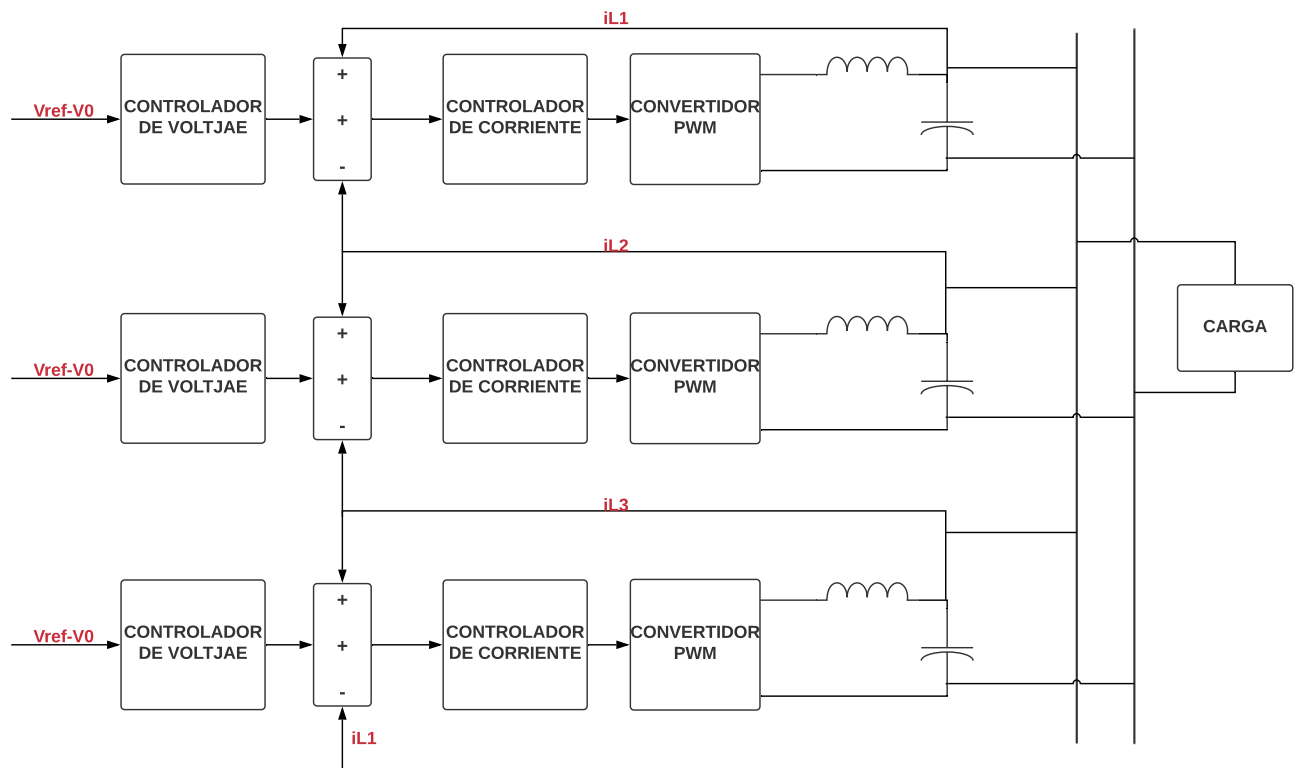 iL1
Vref-V0
CONTROLADOR
DE VOLTJAE
+
+
-
CONTROLADOR
DE CORRIENTE
CONVERTIDOR
PWM
iL2
Vref-V0
CONTROLADOR
DE VOLTJAE
+
+
-
CONTROLADOR
DE CORRIENTE
CONVERTIDOR
PWM
CARGA
iL3
Vref-V0
CONTROLADOR
DE VOLTJAE
+
+
-
CONTROLADOR
DE CORRIENTE
CONVERTIDOR
PWM
iL1